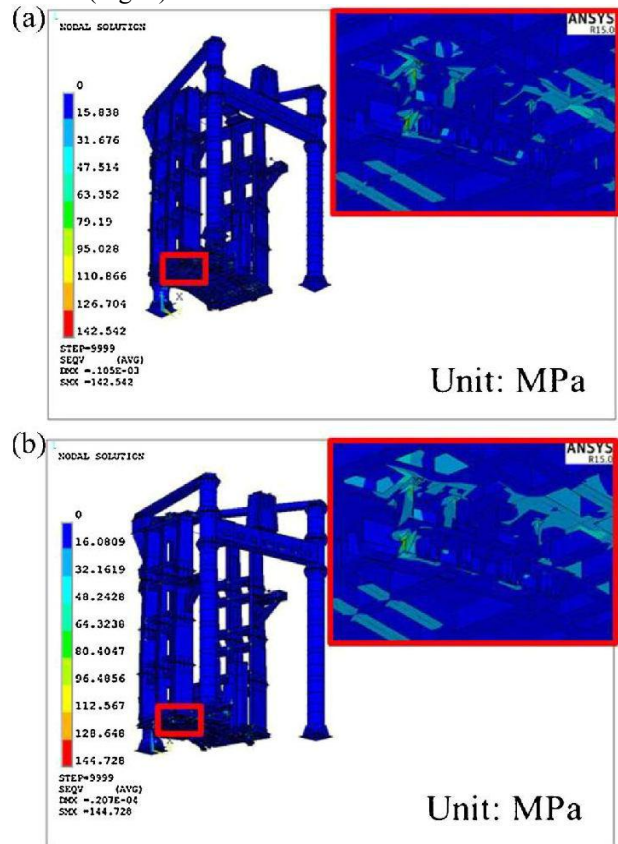 (a)
NODAL SOLUTION
ANSYS
R15.0
0
15.838
31.676
47.514
63.352
79.19
95.028
110.866
126.704
142.542
X
STEP=9999
SEQV (AVG)
DMX =.105E-03
SMX =142.542
Unit: MPa
(b)
NODAL SOLUTION
ANSYS
R15.0
0
16.0809
32.1619
48.2428
64.3238
80.4047
96.4856
112.567
128.648
144.728
X
STEP=9999
SEQV (AVG)
DMX =.207E-04
SMX =144.728
Unit: MPa